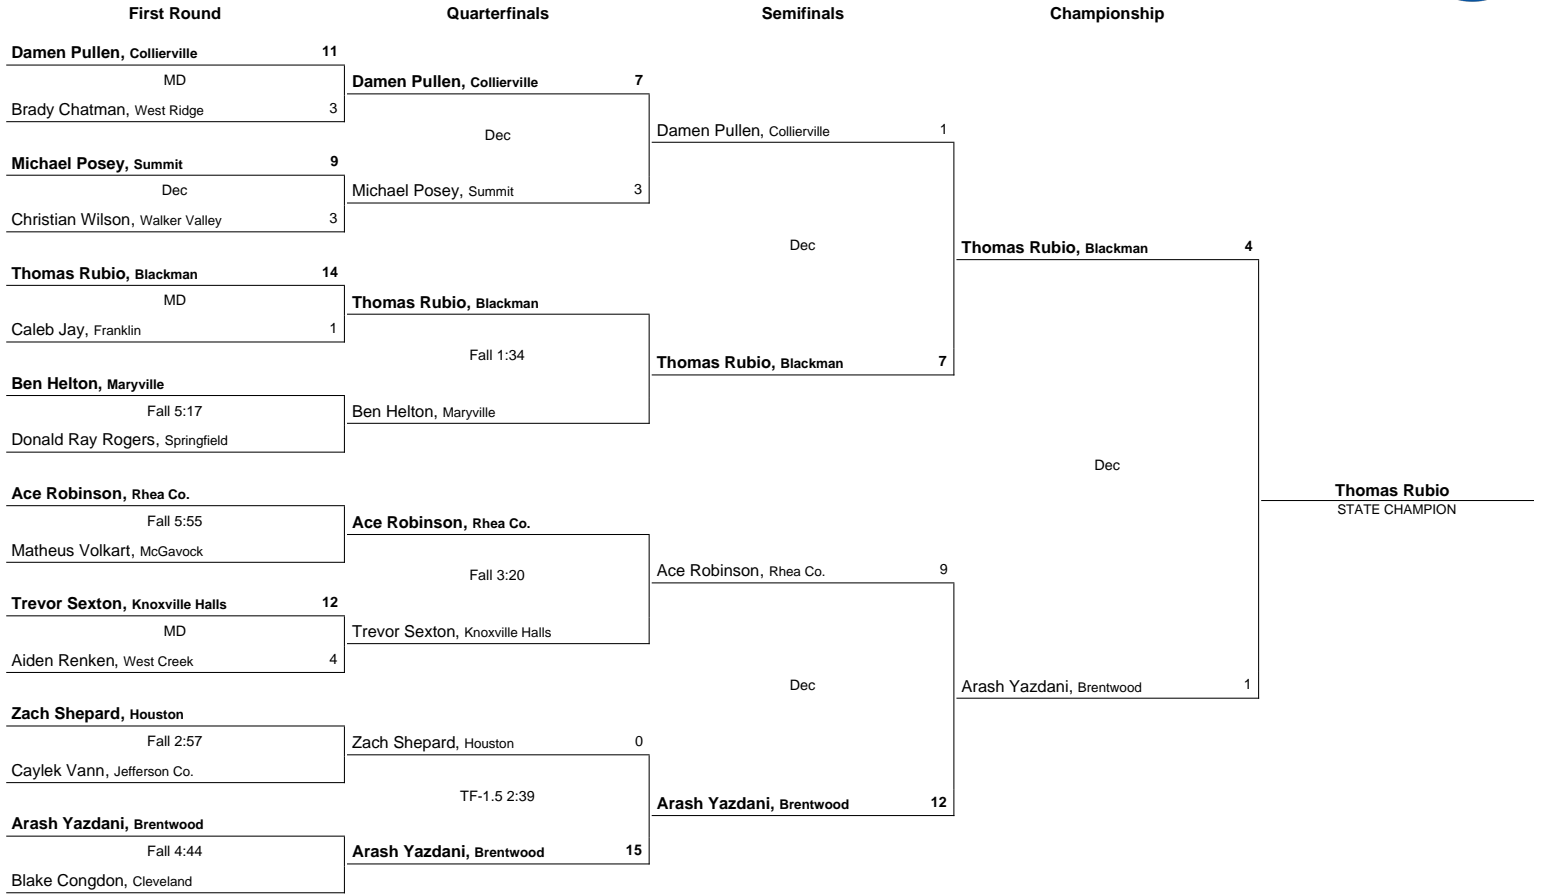 First Round Quarterfinals Semifinals Championship
Damen Pullen, Collierville 11
MD
Brady Chatman, West Ridge 3
Michael Posey, Summit 9
Dec
Christian Wilson, Walker Valley 3
Thomas Rubio, Blackman 14
MD
Caleb Jay, Franklin 1
Ben Helton, Maryville
Fall 5:17
Donald Ray Rogers, Springfield
Ace Robinson, Rhea Co.
Fall 5:55
Matheus Volkart, McGavock
Trevor Sexton, Knoxville Halls 12
MD
Aiden Renken, West Creek 4
Zach Shepard, Houston
Fall 2:57
Caylek Vann, Jefferson Co.
Arash Yazdani, Brentwood
Fall 4:44
Blake Congdon, Cleveland
Damen Pullen, Collierville 7
Dec
Michael Posey, Summit 3
Thomas Rubio, Blackman
Fall 1:34
Ben Helton, Maryville
Ace Robinson, Rhea Co.
Fall 3:20
Trevor Sexton, Knoxville Halls
Zach Shepard, Houston 0
TF-1.5 2:39
Arash Yazdani, Brentwood 15
Damen Pullen, Collierville 1
Dec
Thomas Rubio, Blackman 7
Ace Robinson, Rhea Co. 9
Dec
Arash Yazdani, Brentwood 12
Thomas Rubio, Blackman 4
Dec
Arash Yazdani, Brentwood 1
Thomas Rubio
STATE CHAMPION